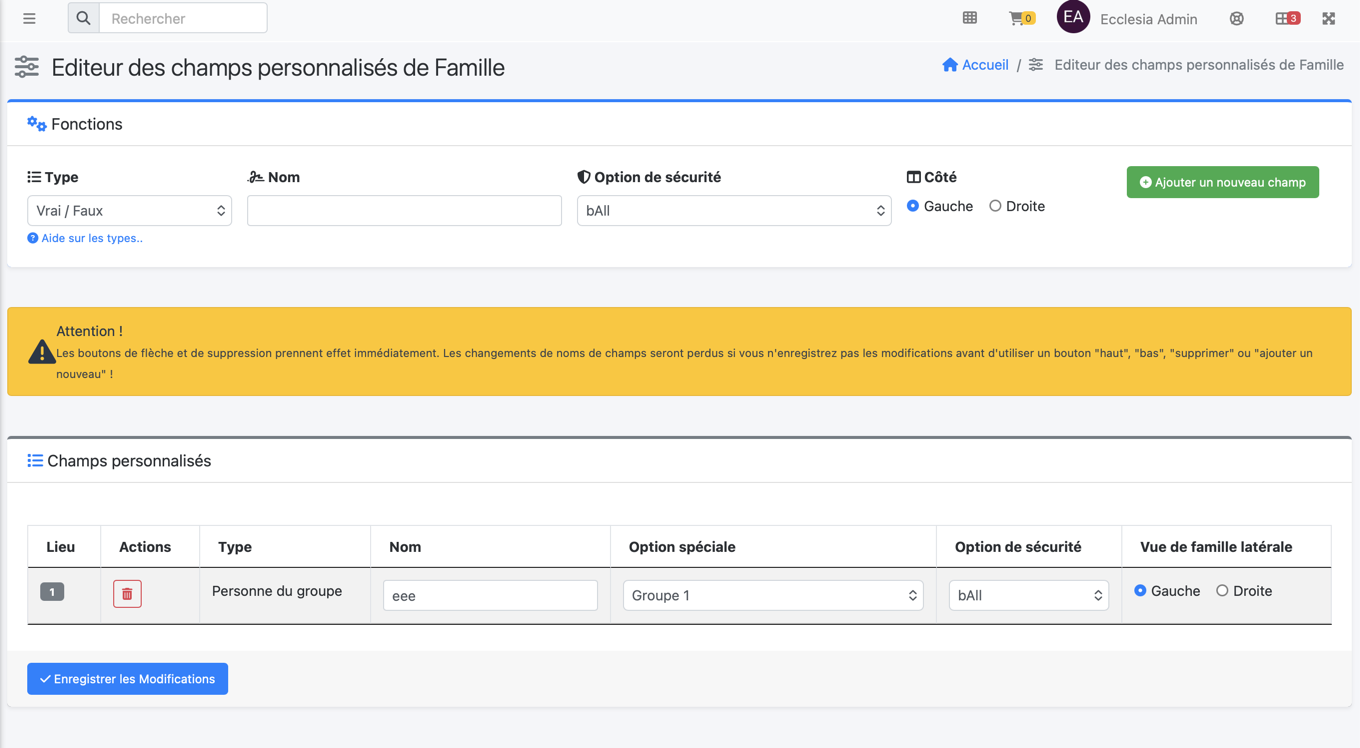 Rechercher
0
EA
Ecclesia Admin
3
Editeur des champs personnalisés de Famille
Accueil / Editeur des champs personnalisés de Famille
Fonctions
Type
Nom
Option de sécurité
Côté
Ajouter un nouveau champ
Vrai / Faux
bAll
Gauche
Droite
Aide sur les types..
Attention !
Les boutons de flèche et de suppression prennent effet immédiatement. Les changements de noms de champs seront perdus si vous n'enregistrez pas les modifications avant d'utiliser un bouton "haut", "bas", "supprimer" ou "ajouter un
nouveau" !
Champs personnalisés
Lieu Actions Type Nom Option spéciale Option de sécurité Vue de famille latérale
1 Personne du groupe eee Groupe 1 bAll Gauche Droite
Enregistrer les Modifications